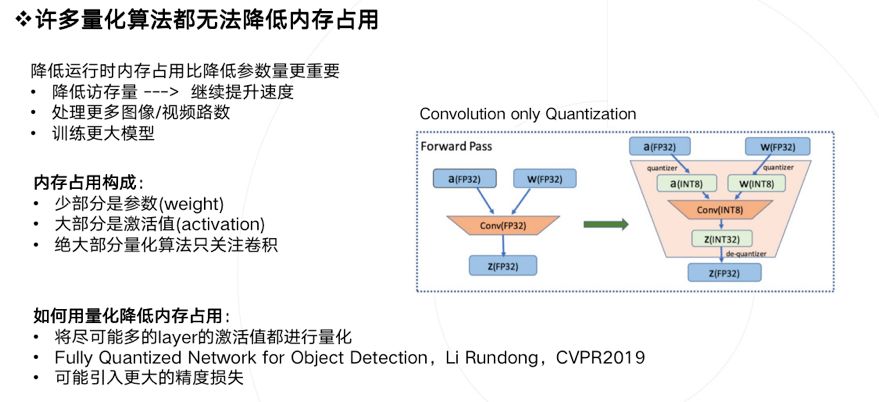 ❖许多量化算法都无法降低内存占用
降低运行时内存占用比降低参数量更重要
• 降低访存量 ---> 继续提升速度
• 处理更多图像/视频路数
• 训练更大模型
内存占用构成：
• 少部分是参数(weight)
• 大部分是激活值(activation)
• 绝大部分量化算法只关注卷积
如何用量化降低内存占用：
• 将尽可能多的layer的激活值都进行量化
• Fully Quantized Network for Object Detection，Li Rundong，CVPR2019
• 可能引入更大的精度损失
Convolution only Quantization
Forward Pass
a(FP32)
w(FP32)
Conv(FP32)
z(FP32)
a(FP32)
w(FP32)
quantizer
quantizer
a(INT8)
w(INT8)
Conv(INT8)
z(INT32)
de-quantizer
z(FP32)